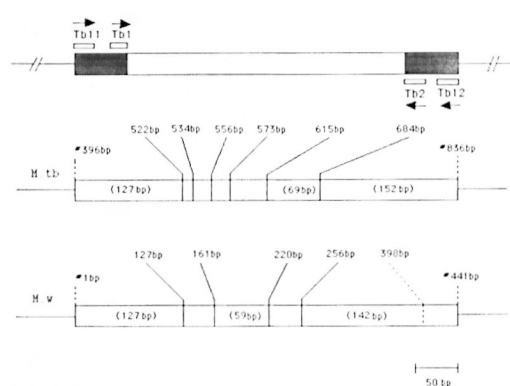 Tb11 Tb1
Tb2 Tb12
522bp 534bp 556bp 573bp 615bp 684bp
#396bp #836bp
M tb (127bp) (69bp) (152bp)
127bp 161bp 220bp 256bp 398bp
#1bp #441bp
M w (127bp) (59bp) (142bp)
50 bp